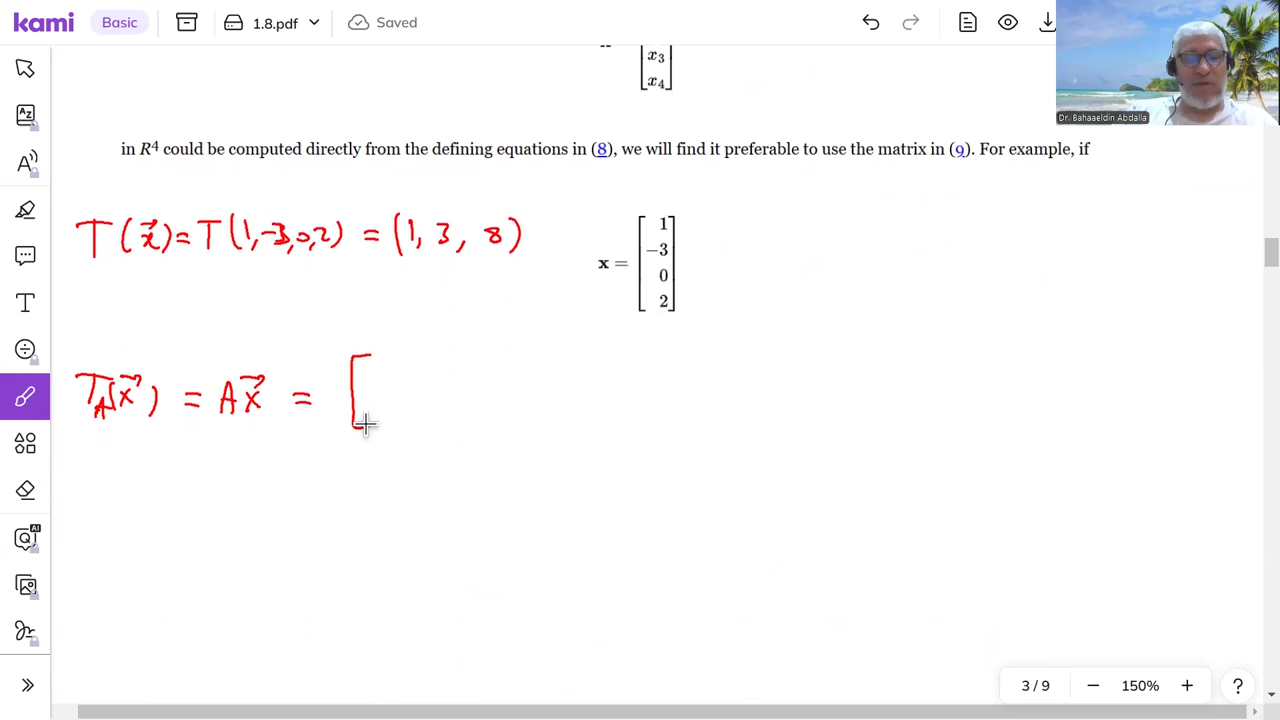 kami Basic 1.8.pdf Saved
Dr. Bahaaeldin Abdalla
x₃
x₄
in R⁴ could be computed directly from the defining equations in (8), we will find it preferable to use the matrix in (9). For example, if
T(x⃗)=T(1,-3,0,2) = (1, 3, 8)
x = [1
−3
0
2]
T_A(x⃗) = Ax⃗ = [
3 / 9 − 150% + ?